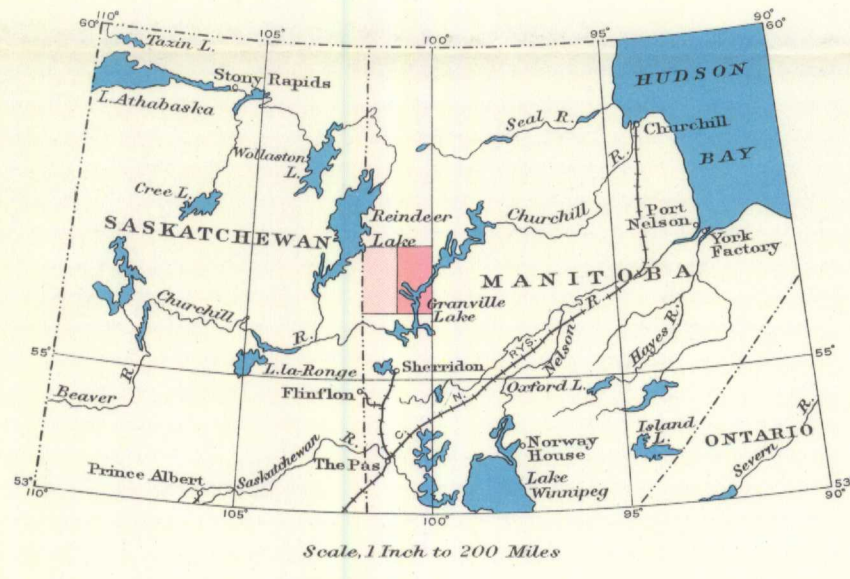 110°
60°
100°
95°
90°
60°
Tazin L.
Stony Rapids
L. Athabaska
HUDSON
BAY
Seal R.
Churchill
Wollaston
L.
R.
Cree L.
Reindeer
Lake
Churchill
Port
Nelson
York
Factory
SASKATCHEWAN
MANITOBA
Granville
Lake
Churchill
R.
R.
R.
RYS.
Nelson
Hayes R.
55°
55°
L. la-Ronge
Sherridon
Beaver
Flinflon
N.
C.
Oxford L.
Island
L.
ONTARIO
R.
Severn
R.
Saskatchewan
The Pas
Norway
House
Prince Albert
Lake
Winnipeg
53°
110°
105°
100°
95°
90°
53
105°
Scale, 1 Inch to 200 Miles